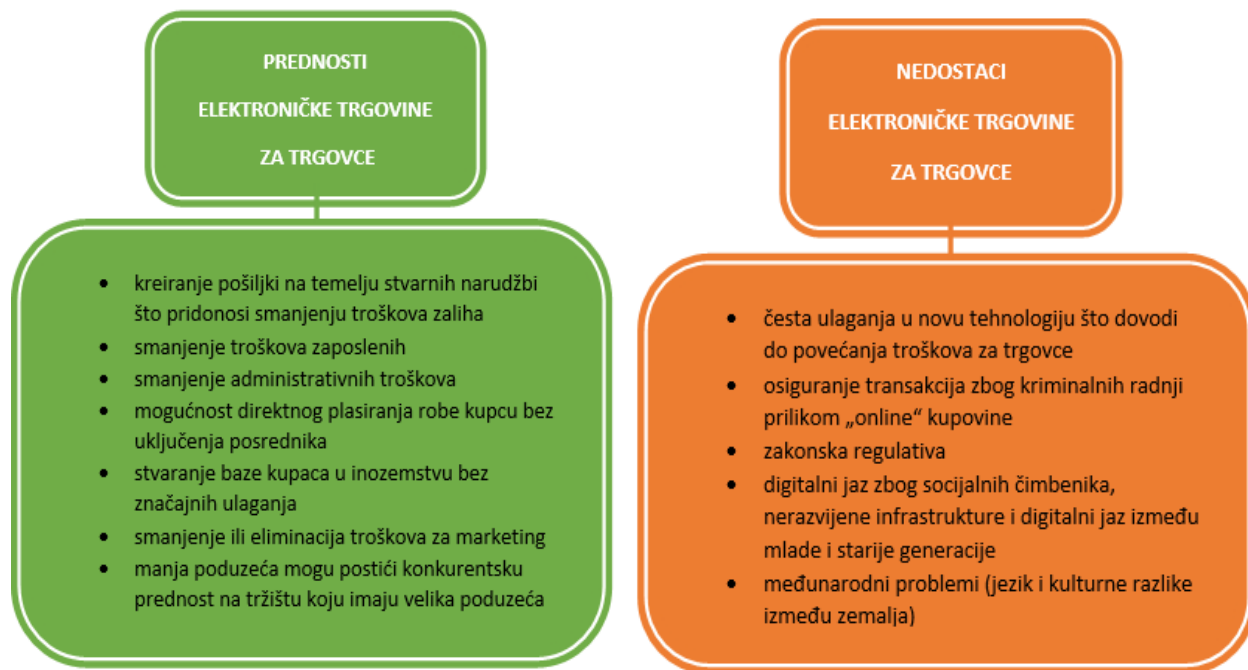 PREDNOSTI
ELEKTRONIČKE TRGOVINE
ZA TRGOVCE
• kreiranje pošiljki na temelju stvarnih narudžbi
što pridonosi smanjenju troškova zaliha
• smanjenje troškova zaposlenih
• smanjenje administrativnih troškova
• mogućnost direktnog plasiranja robe kupcu bez
uključenja posrednika
• stvaranje baze kupaca u inozemstvu bez
značajnih ulaganja
• smanjenje ili eliminacija troškova za marketing
• manja poduzeća mogu postići konkurentsku
prednost na tržištu koju imaju velika poduzeća
NEDOSTACI
ELEKTRONIČKE TRGOVINE
ZA TRGOVCE
• česta ulaganja u novu tehnologiju što dovodi
do povećanja troškova za trgovce
• osiguranje transakcija zbog kriminalnih radnji
prilikom „online“ kupovine
• zakonska regulativa
• digitalni jaz zbog socijalnih čimbenika,
nerazvijene infrastrukture i digitalni jaz između
mlade i starije generacije
• međunarodni problemi (jezik i kulturne razlike
između zemalja)